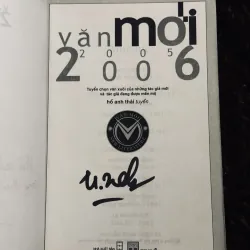 văn mới
2005
2006
Tuyển chọn văn xuôi của những tác giả mới
và tác giả đang được mến mộ
hồ anh thái tuyển